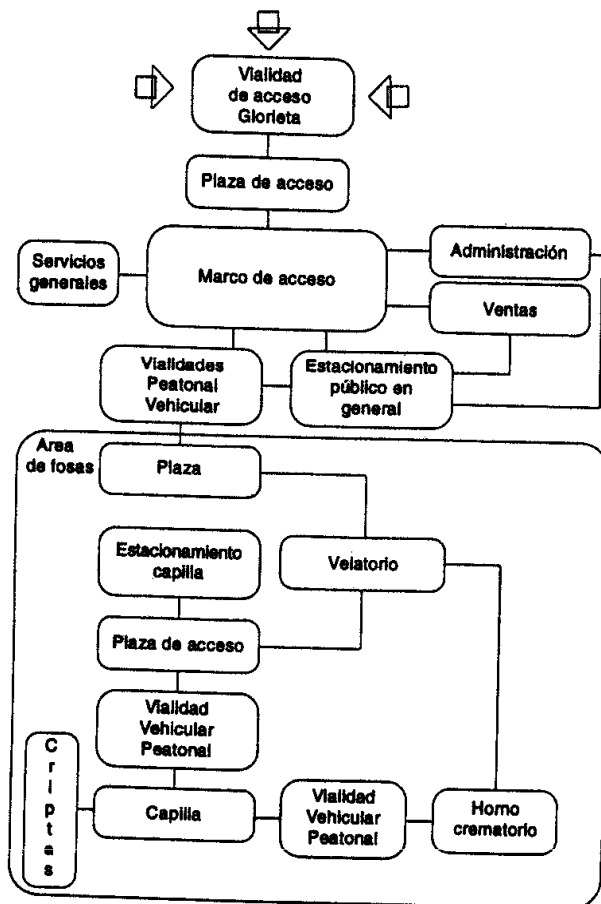 Vialidad
de acceso
Glorieta
Plaza de acceso
Servicios
generales
Marco de acceso
Administración
Ventas
Vialidades
Peatonal
Vehicular
Estacionamiento
público en
general
Area
de fosas
Plaza
Estacionamiento
capilla
Velatorio
Plaza de acceso
Vialidad
Vehicular
Peatonal
C
r
i
p
t
a
s
Capilla
Vialidad
Vehicular
Peatonal
Horno
crematorio